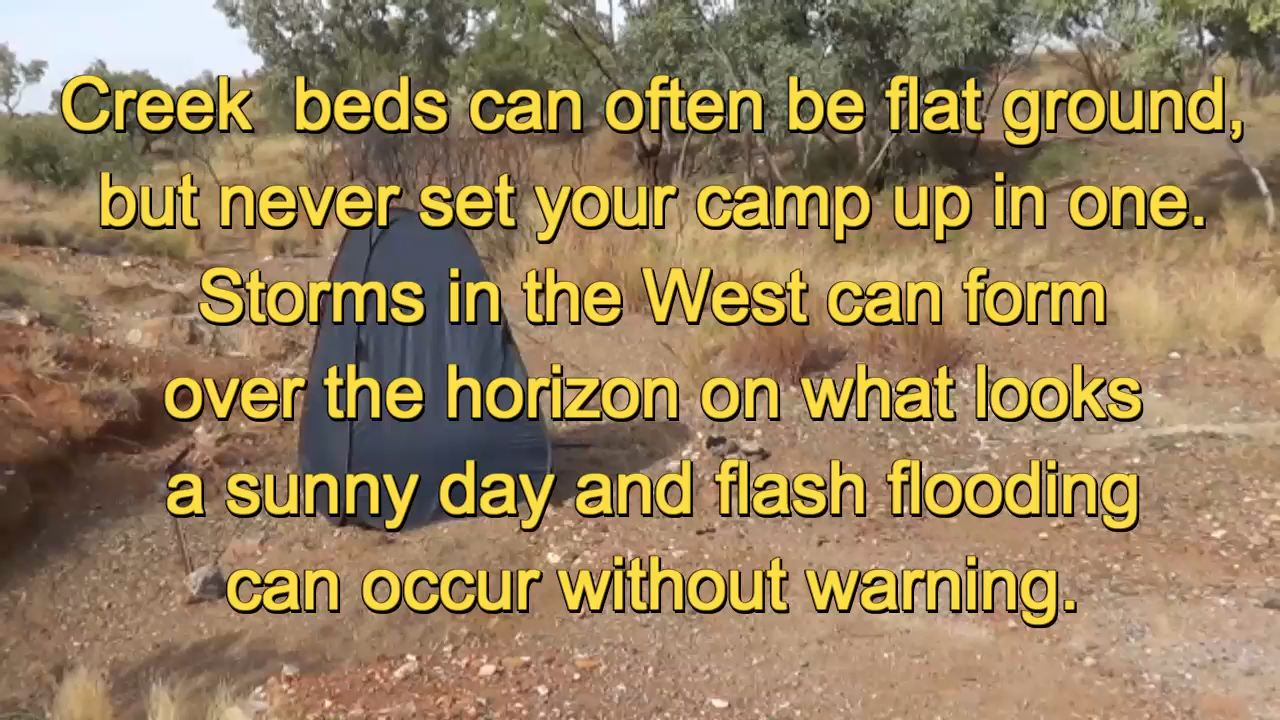 Creek  beds can often be flat ground,
but never set your camp up in one.
Storms in the West can form
over the horizon on what looks
a sunny day and flash flooding
can occur without warning.